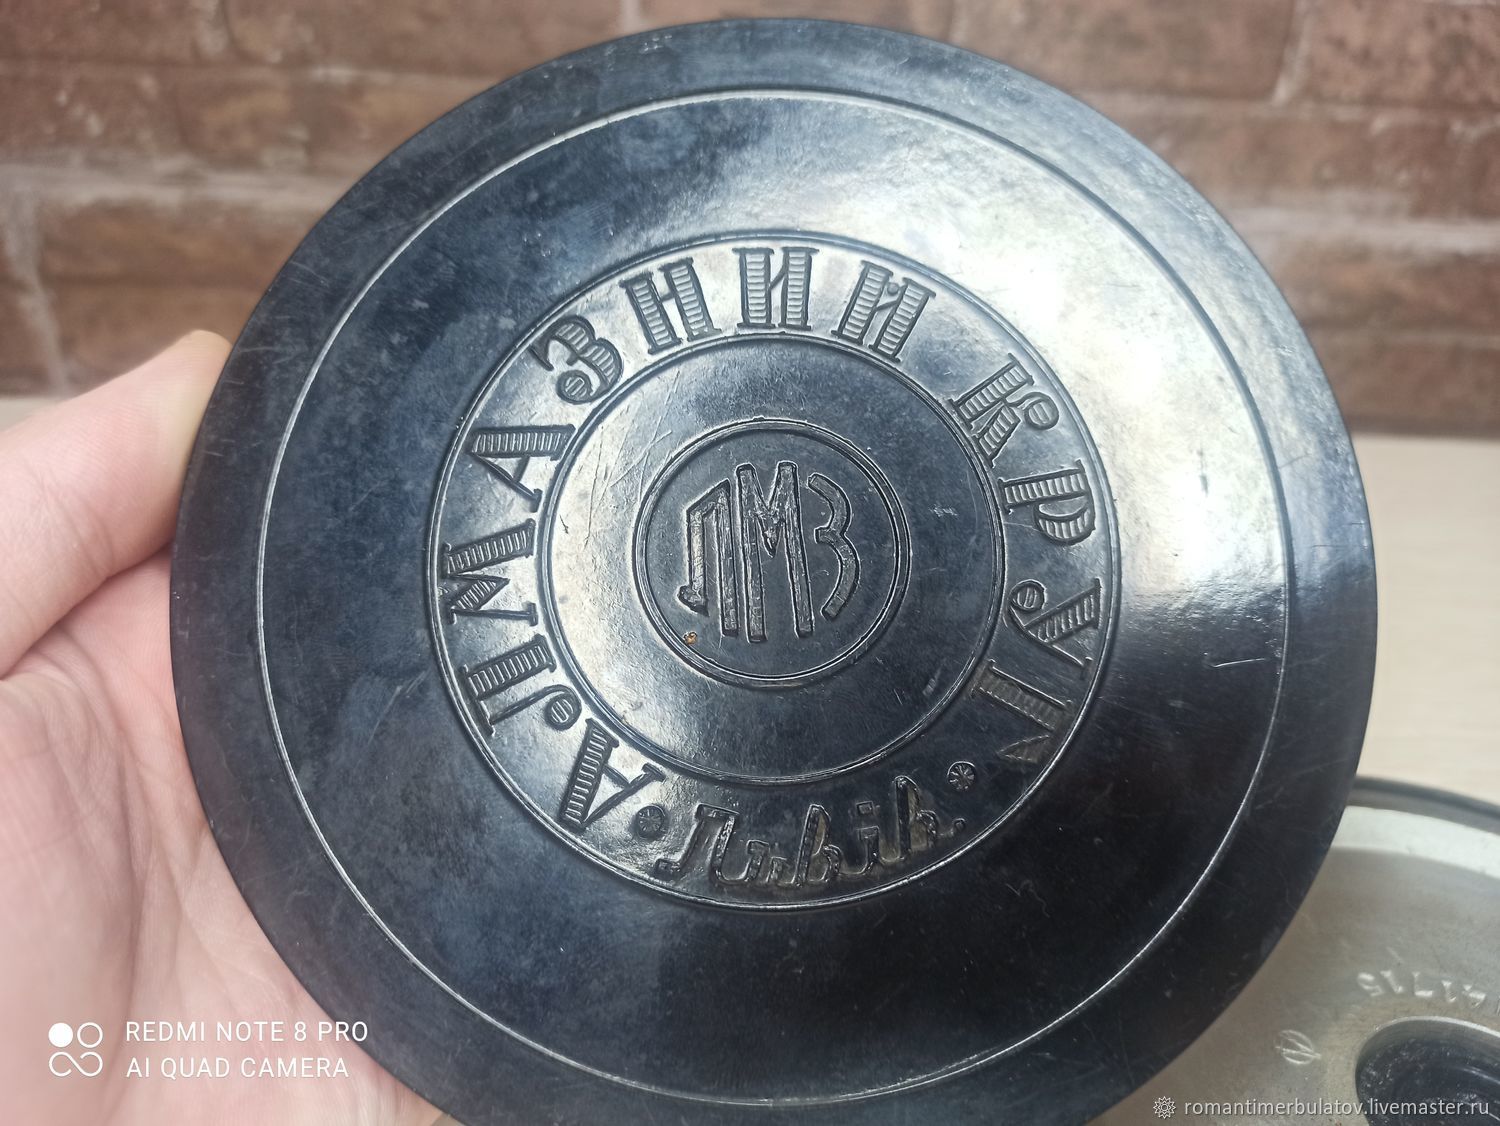 АЛМАЗНИЙ КРУГ
ЛМЗ
Львів
REDMI NOTE 8 PRO
AI QUAD CAMERA
romantimerbulatov.livemaster.ru